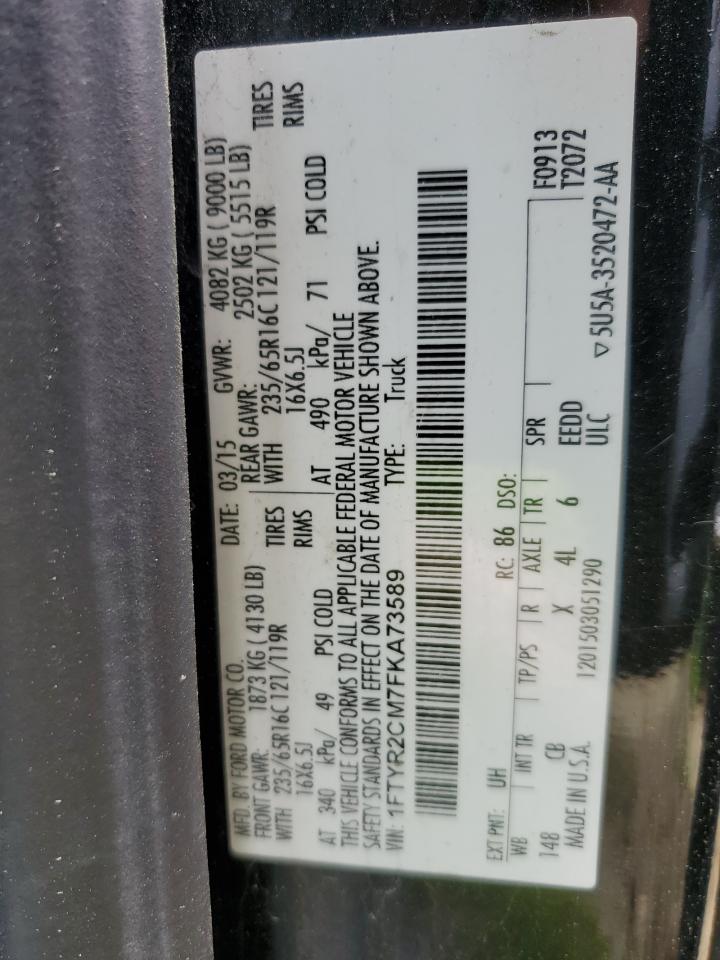 MFD. BY FORD MOTOR CO.
DATE: 03/15 GVWR: 4082 KG ( 9000 LB)
FRONT GAWR: 1873 KG ( 4130 LB) REAR GAWR: 2502 KG ( 5515 LB)
WITH 235/65R16C 121/119R TIRES WITH 235/65R16C 121/119R TIRES
16X6.5J RIMS 16X6.5J RIMS
AT 340 kPa/ 49 PSI COLD AT 490 kPa/ 71 PSI COLD
THIS VEHICLE CONFORMS TO ALL APPLICABLE FEDERAL MOTOR VEHICLE
SAFETY STANDARDS IN EFFECT ON THE DATE OF MANUFACTURE SHOWN ABOVE.
VIN: 1FTYR2CM7FKA73589 TYPE: Truck
EXT PNT: UH RC: 86 DSO: F0913
WB INT TR TP/PS R AXLE TR SPR T2072
148 CB X 4L 6 EEDD
MADE IN U.S.A. 1201503051290 ULC ▽ 5U5A-3520472-AA